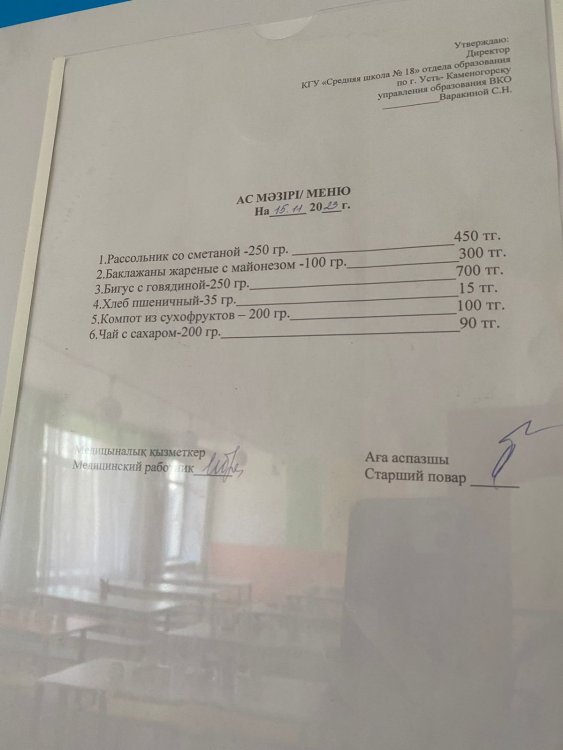 Утверждаю:
Директор
КГУ «Средняя школа № 18» отдела образования
по г. Усть- Каменогорску
управления образования ВКО
__________Варакиной С.Н.
АС МӘЗІРІ/ МЕНЮ
На 15.11 2023 г.
1.Рассольник со сметаной -250 гр. 450 тг.
2.Баклажаны жареные с майонезом -100 гр. 300 тг.
3.Бигус с говядиной-250 гр. 700 тг.
4.Хлеб пшеничный-35 гр. 15 тг.
5.Компот из сухофруктов – 200 гр. 100 тг.
6.Чай с сахаром-200 гр. 90 тг.
Медициналық қызметкер
Медицинский работник
Аға аспазшы
Старший повар